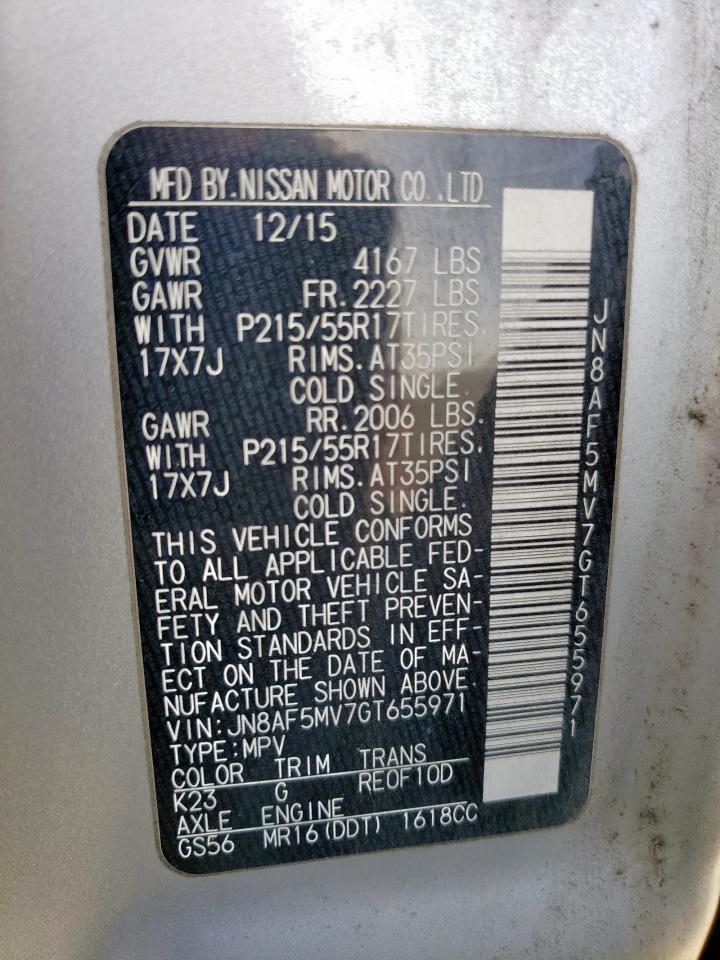 MFD BY.NISSAN MOTOR CO.,LTD
DATE 12/15
GVWR 4167 LBS
GAWR FR.2227 LBS
WITH P215/55R17TIRES.
17X7J RIMS.AT35PSI
COLD SINGLE.
GAWR RR.2006 LBS.
WITH P215/55R17TIRES.
17X7J RIMS.AT35PSI
COLD SINGLE.
THIS VEHICLE CONFORMS
TO ALL APPLICABLE FED-
ERAL MOTOR VEHICLE SA-
FETY AND THEFT PREVEN-
TION STANDARDS IN EFF-
ECT ON THE DATE OF MA-
NUFACTURE SHOWN ABOVE.
VIN:JN8AF5MV7GT655971
TYPE:MPV
COLOR TRIM TRANS
K23 G REOF10D
AXLE ENGINE
GS56 MR16(DDT) 1618CC
JN8AF5MV7GT655971